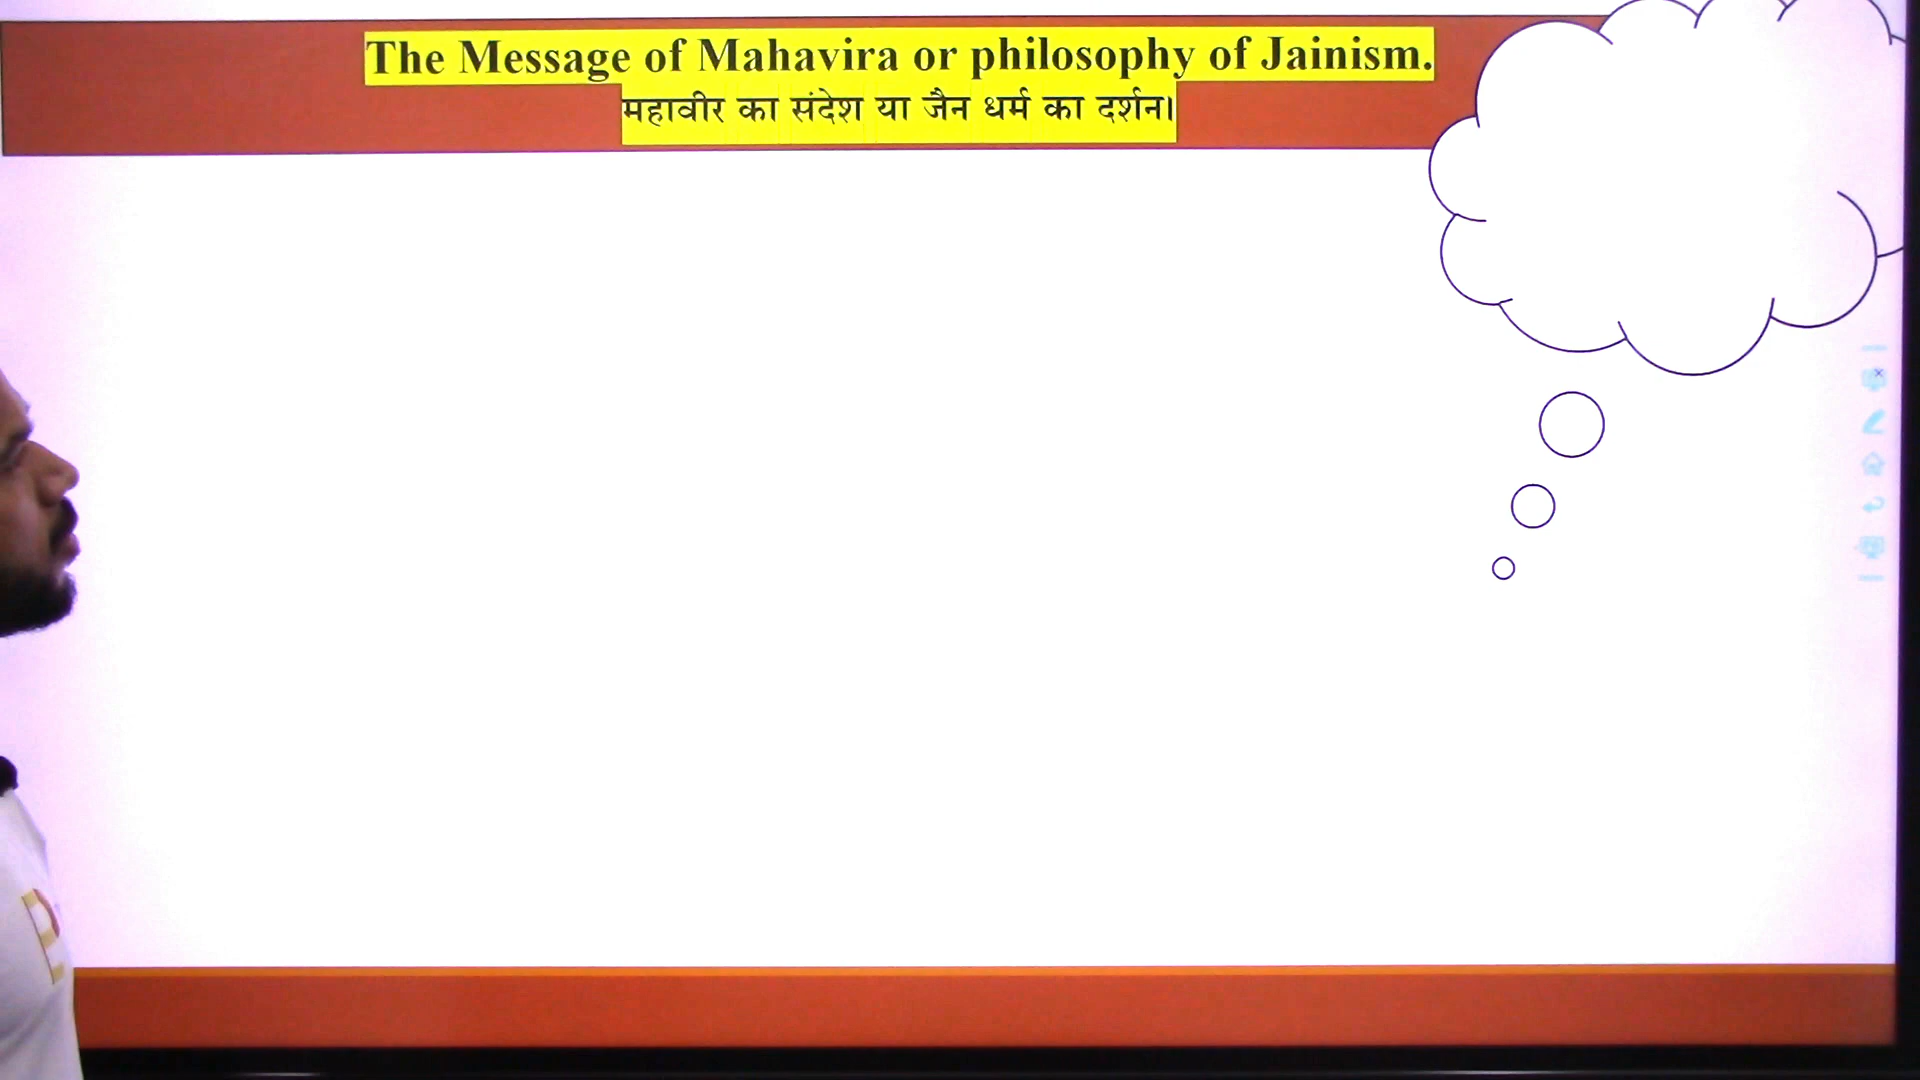 The Message of Mahavira or philosophy of Jainism.
महावीर का संदेश या जैन धर्म का दर्शन।